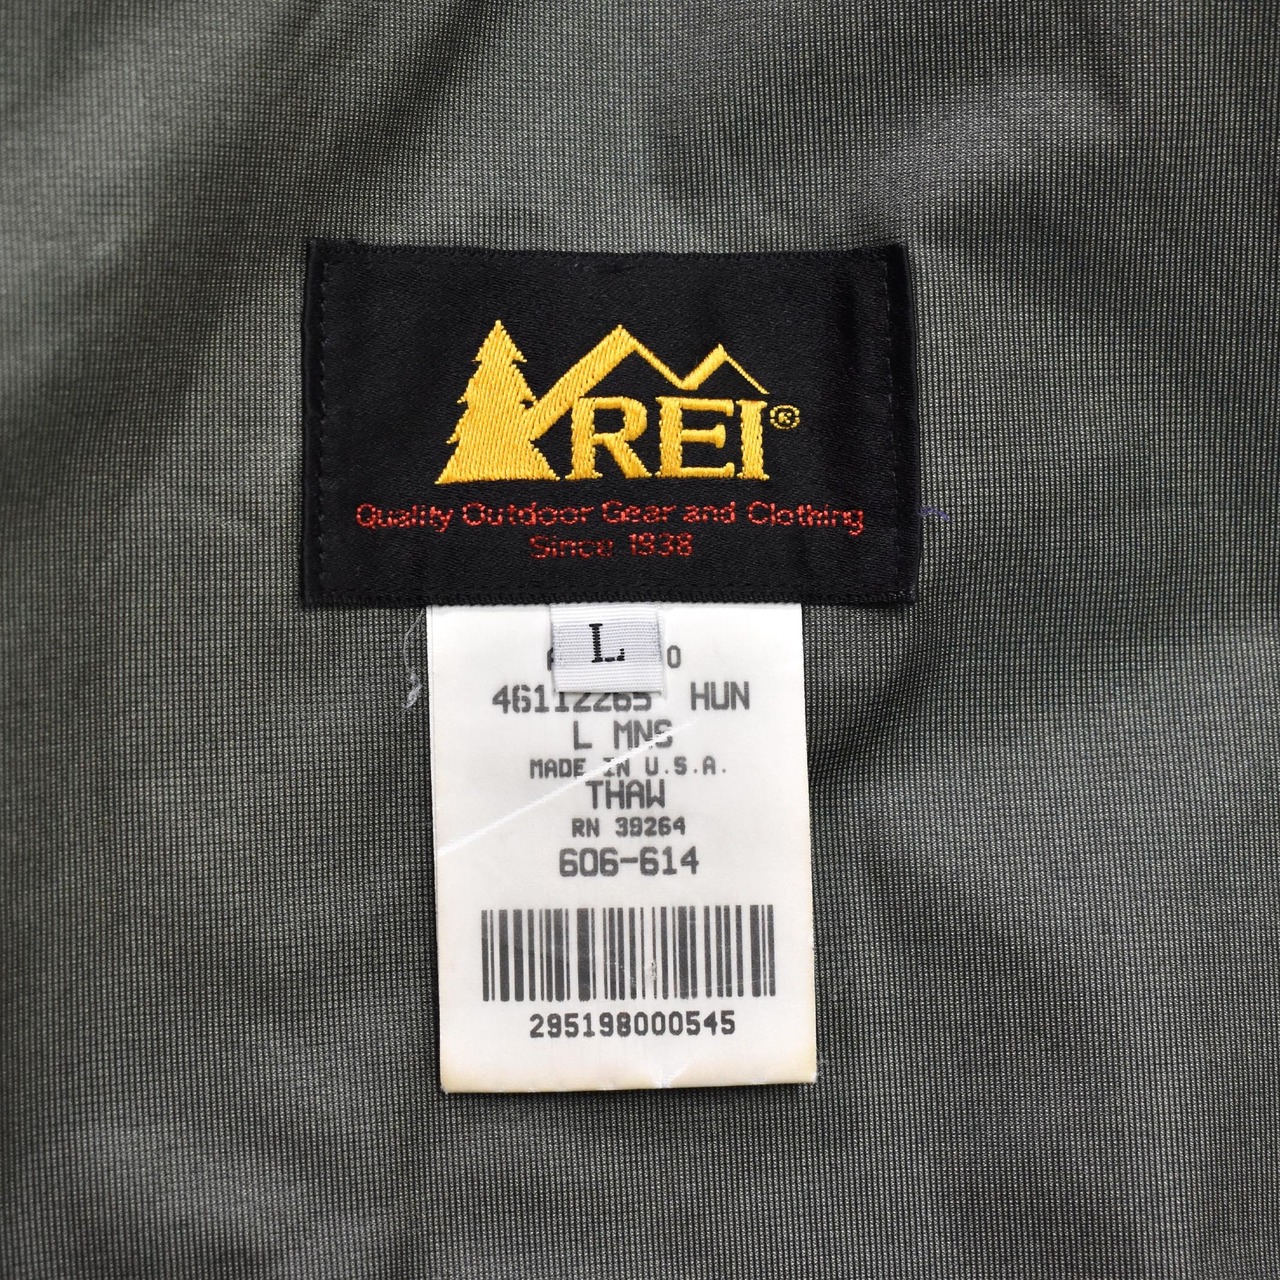 REI®
Quality Outdoor Gear and Clothing
Since 1938
L
46112265 HUN
L MNS
MADE IN U.S.A.
THAW
RN 39264
606-614
295198000545